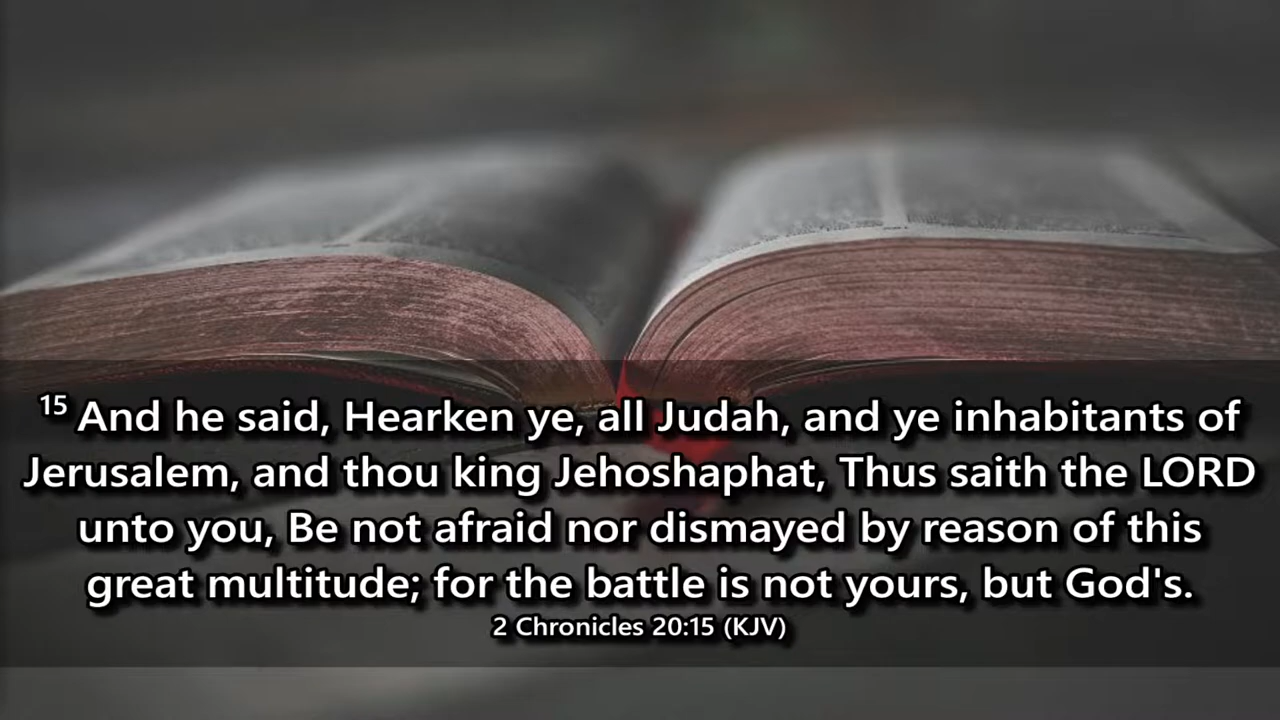 15 And he said, Hearken ye, all Judah, and ye inhabitants of
Jerusalem, and thou king Jehoshaphat, Thus saith the LORD
unto you, Be not afraid nor dismayed by reason of this
great multitude; for the battle is not yours, but God's.
2 Chronicles 20:15 (KJV)